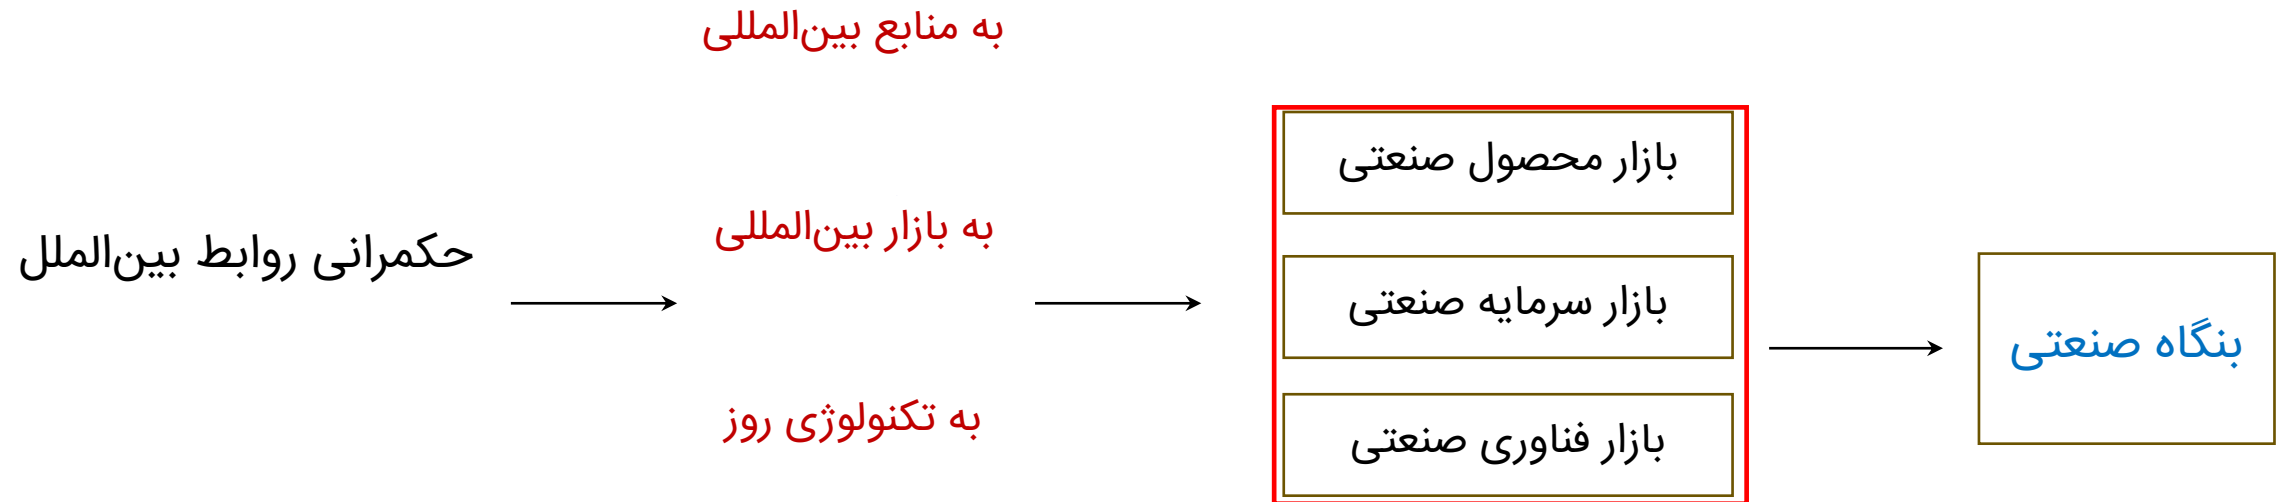 حکمرانی روابط بین‌الملل
به منابع بین‌المللی
به بازار بین‌المللی
به تکنولوژی روز
بازار محصول صنعتی
بازار سرمایه صنعتی
بازار فناوری صنعتی
بنگاه صنعتی